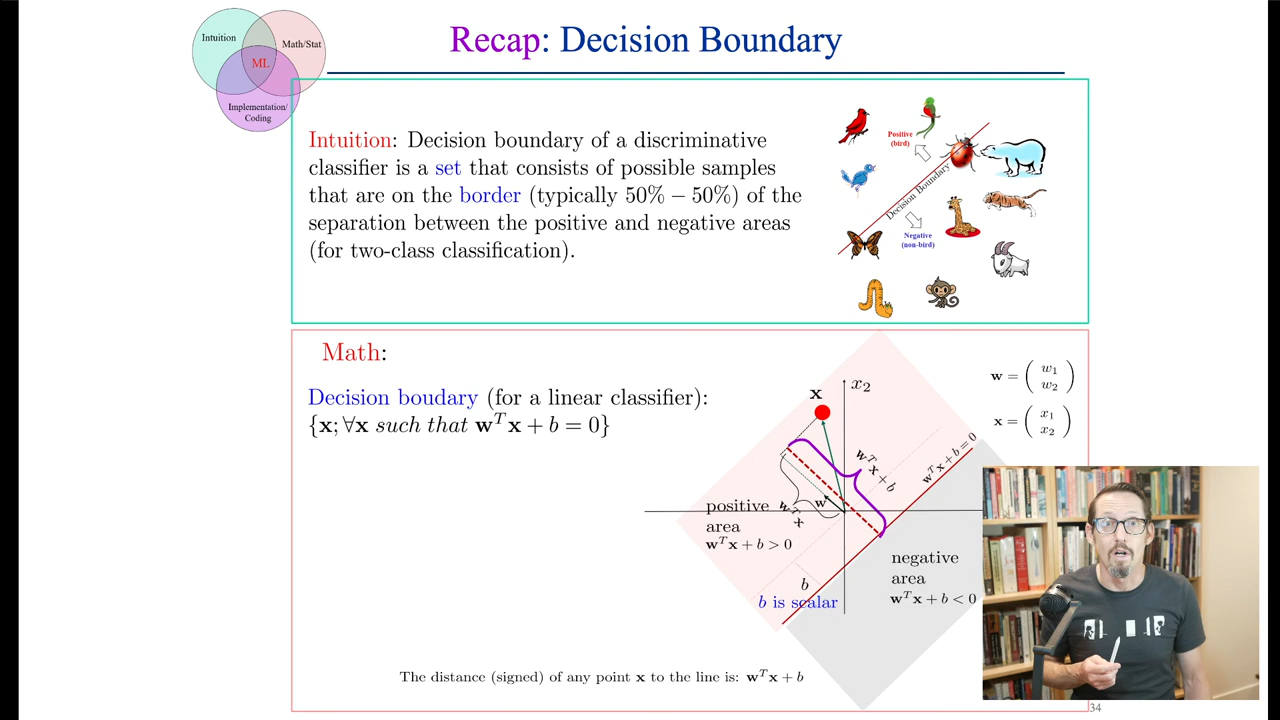 Recap: Decision Boundary
Intuition
Math/Stat
ML
Implementation/
Coding
Intuition: Decision boundary of a discriminative
classifier is a set that consists of possible samples
that are on the border (typically 50% − 50%) of the
separation between the positive and negative areas
(for two-class classification).
Positive
(bird)
Decision Boundary
Negative
(non-bird)
Math:
Decision boudary (for a linear classifier):
{x; ∀x such that wᵀx + b = 0}
w = ( w₁ w₂ )
x = ( x₁ x₂ )
x
x₂
wᵀx + b = 0
wᵀx + b
wᵀx
w
positive
area
wᵀx + b > 0
negative
area
wᵀx + b < 0
b
b is scalar
The distance (signed) of any point x to the line is: wᵀx + b
34